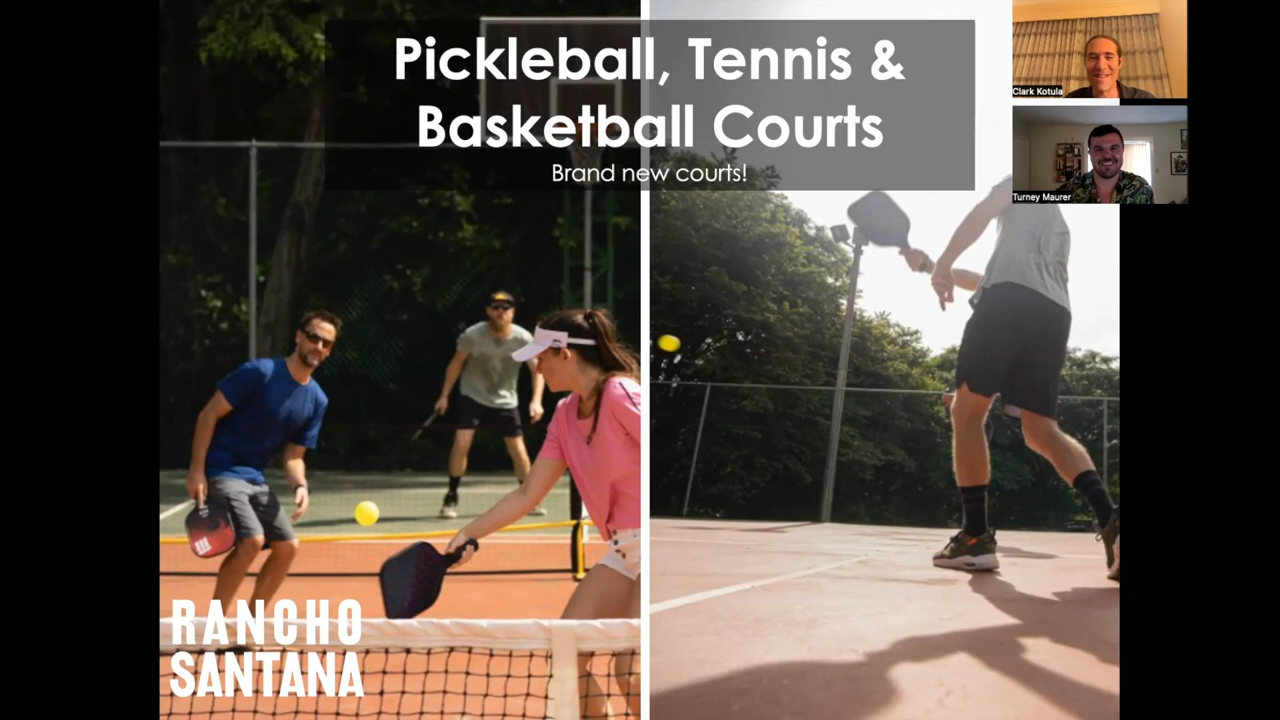 Pickleball, Tennis &
Basketball Courts
Brand new courts!
Clark Kotula
Turney Maurer
RANCHO
SANTANA